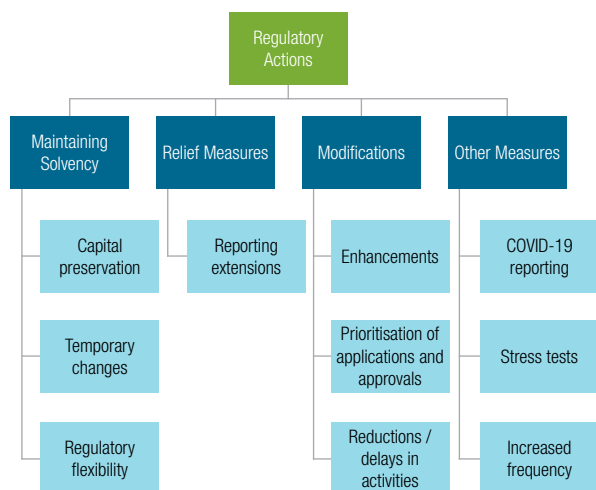 Regulatory
Actions
Maintaining
Solvency
Relief Measures
Modifications
Other Measures
Capital
preservation
Reporting
extensions
Enhancements
COVID-19
reporting
Temporary
changes
Prioritisation of
applications and
approvals
Stress tests
Regulatory
flexibility
Reductions /
delays in
activities
Increased
frequency